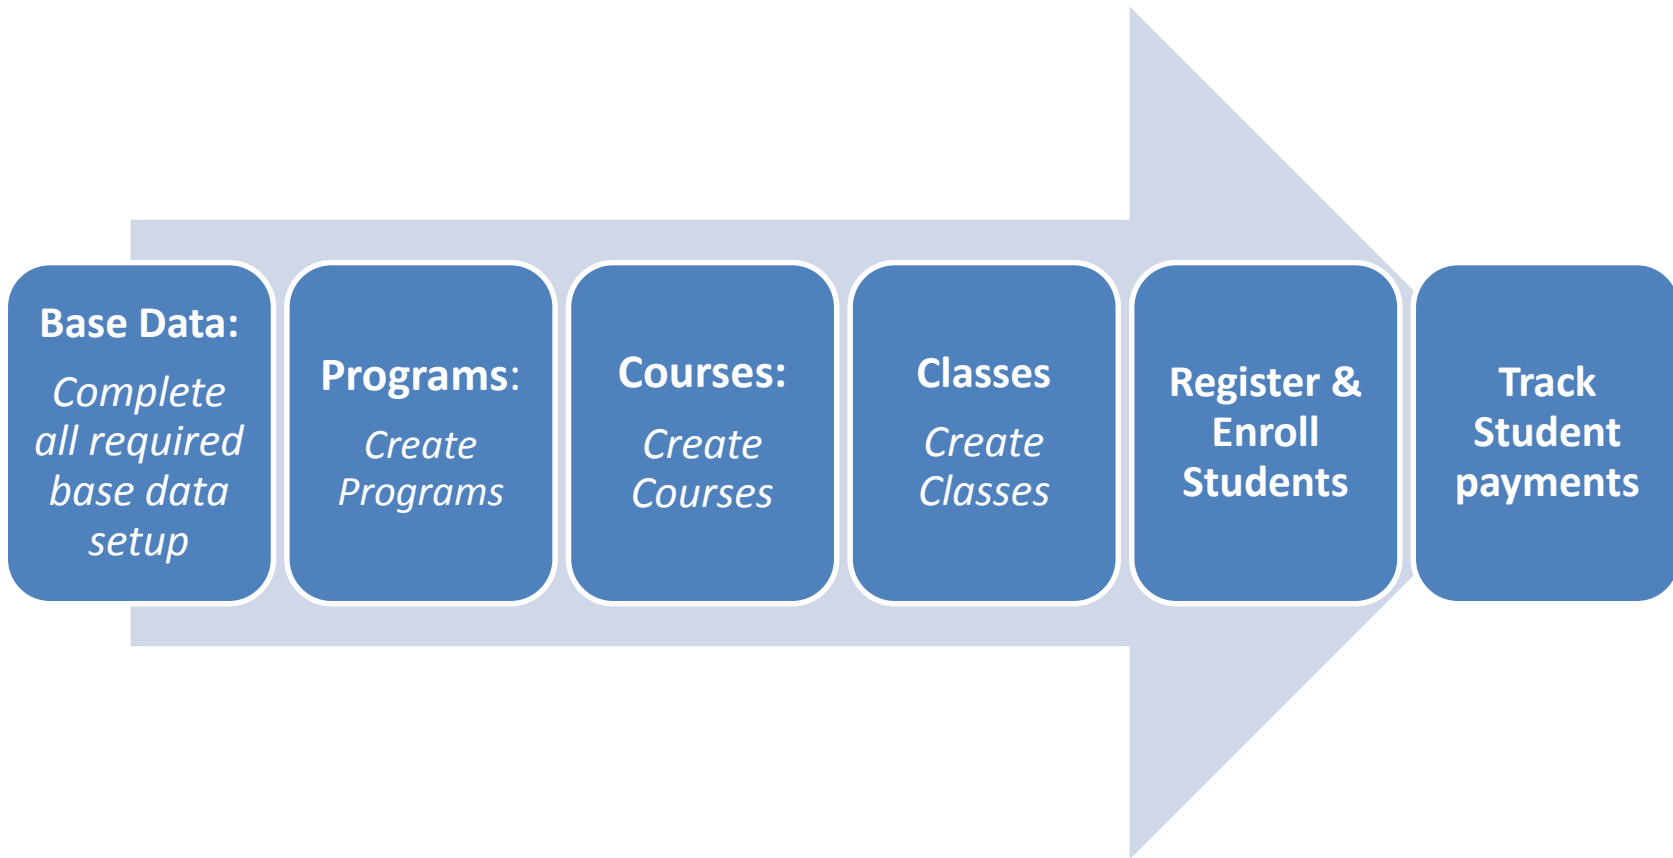 Base Data:
Complete
all required
base data
setup
Programs:
Create
Programs
Courses:
Create
Courses
Classes
Create
Classes
Register &
Enroll
Students
Track
Student
payments